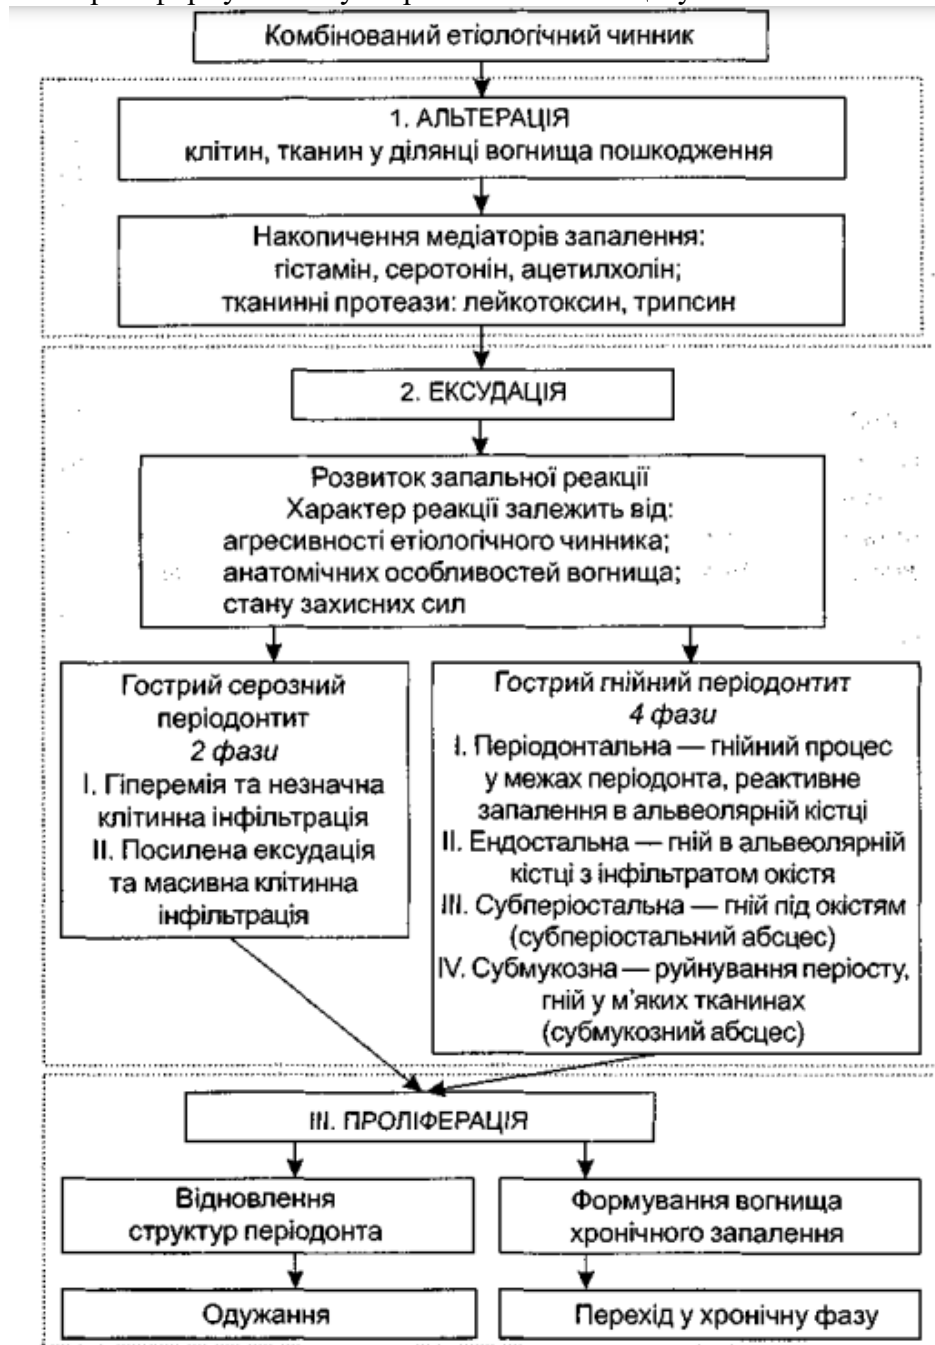 Комбінований етіологічний чинник
1. АЛЬТЕРАЦІЯ
клітин, тканин у ділянці вогнища пошкодження
Накопичення медіаторів запалення:
гістамін, серотонін, ацетилхолін;
тканинні протеази: лейкотоксин, трипсин
2. ЕКСУДАЦІЯ
Розвиток запальної реакції
Характер реакції залежить від:
агресивності етіологічного чинника;
анатомічних особливостей вогнища;
стану захисних сил
Гострий серозний
періодонтит
2 фази
І. Гіперемія та незначна
клітинна інфільтрація
ІІ. Посилена ексудація
та масивна клітинна
інфільтрація
Гострий гнійний періодонтит
4 фази
І. Періодонтальна — гнійний процес
у межах періодонта, реактивне
запалення в альвеолярній кістці
ІІ. Ендостальна — гній в альвеолярній
кістці з інфільтратом окістя
ІІІ. Субперіостальна — гній під окістям
(субперіостальний абсцес)
IV. Субмукозна — руйнування періосту,
гній у м'яких тканинах
(субмукозний абсцес)
ІІІ. ПРОЛІФЕРАЦІЯ
Відновлення
структур періодонта
Одужання
Формування вогнища
хронічного запалення
Перехід у хронічну фазу